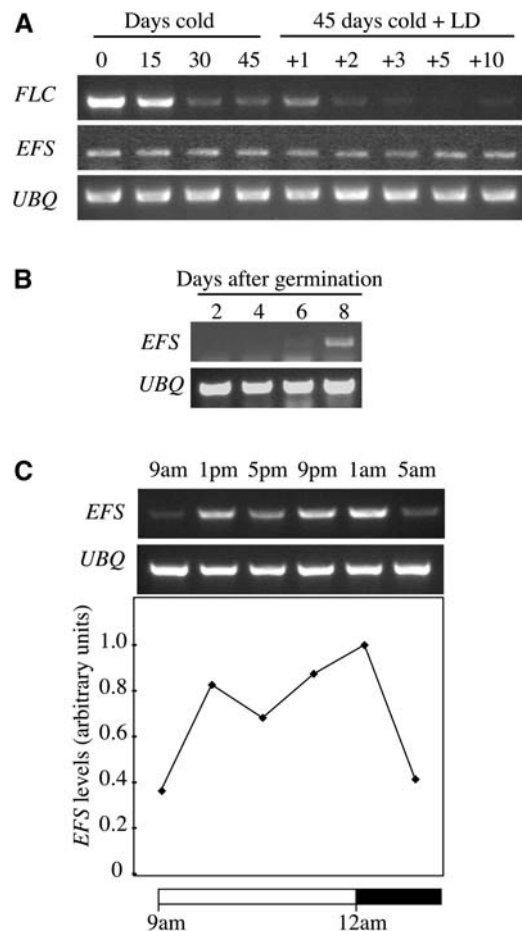 A
Days cold 45 days cold + LD
0 15 30 45 +1 +2 +3 +5 +10
FLC
EFS
UBQ
B
Days after germination
2 4 6 8
EFS
UBQ
C
9am 1pm 5pm 9pm 1am 5am
EFS
UBQ
EFS levels (arbitrary units)
1.0
0.8
0.6
0.4
0.2
0
9am 12am